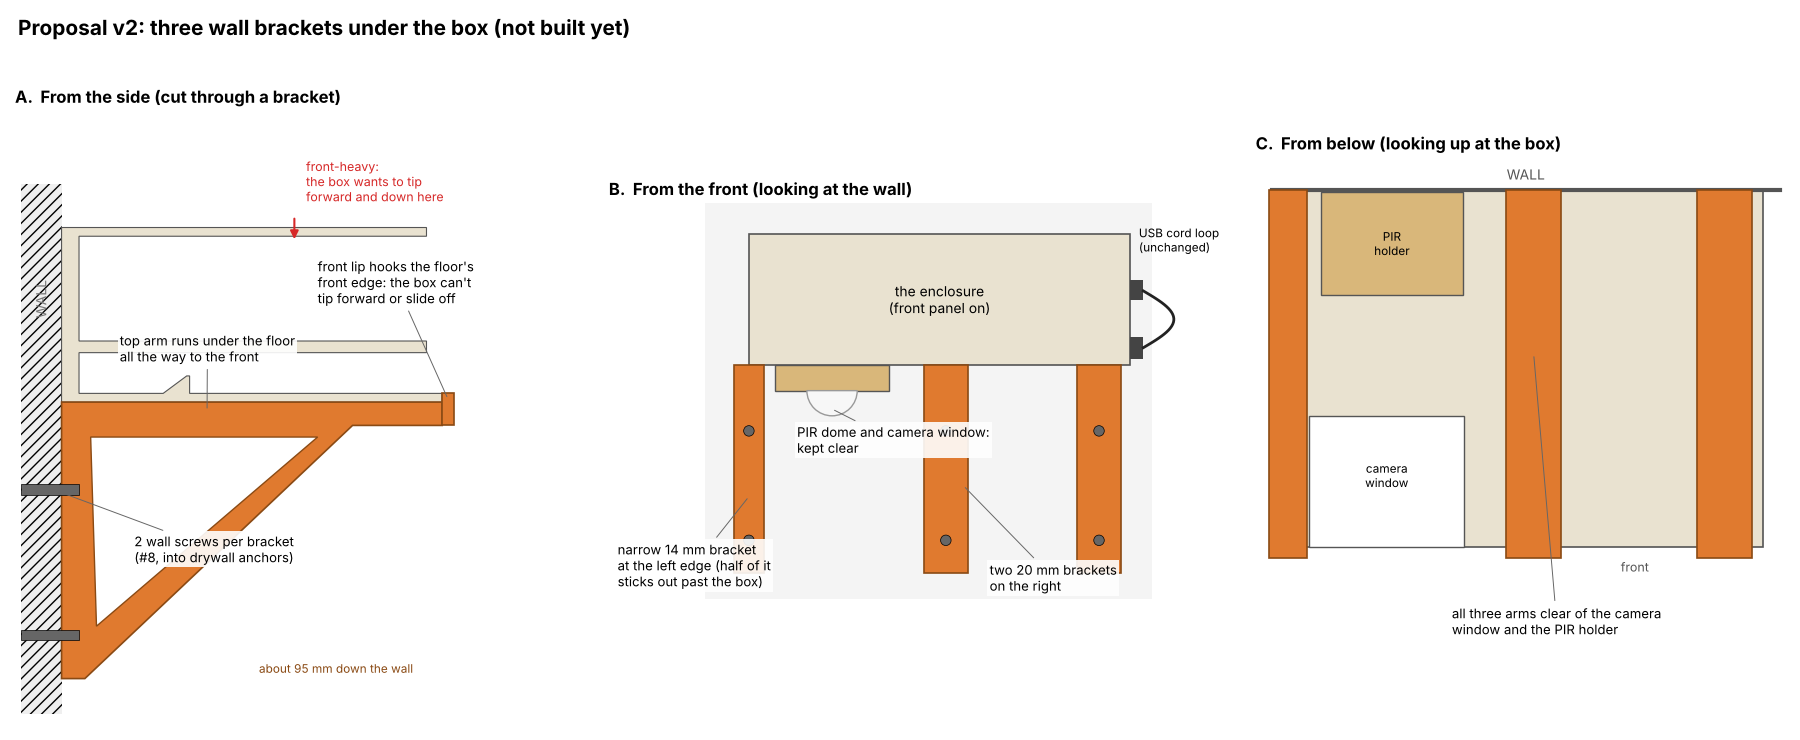 Proposal v2: three wall brackets under the box (not built yet)
A. From the side (cut through a bracket)
front-heavy:
the box wants to tip
forward and down here
WALL
front lip hooks the floor's
front edge: the box can't
tip forward or slide off
top arm runs under the floor
all the way to the front
2 wall screws per bracket
(#8, into drywall anchors)
about 95 mm down the wall
B. From the front (looking at the wall)
USB cord loop
(unchanged)
the enclosure
(front panel on)
PIR dome and camera window:
kept clear
narrow 14 mm bracket
at the left edge (half of it
sticks out past the box)
two 20 mm brackets
on the right
C. From below (looking up at the box)
WALL
PIR
holder
camera
window
front
all three arms clear of the camera
window and the PIR holder